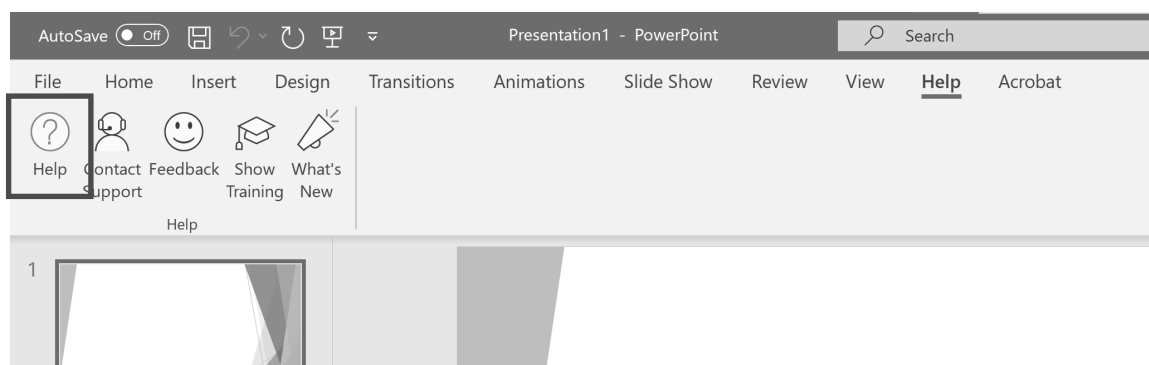 AutoSave Off Presentation1 - PowerPoint Search
File Home Insert Design Transitions Animations Slide Show Review View Help Acrobat
Help Contact Feedback Show What's
Support Training New
Help
1